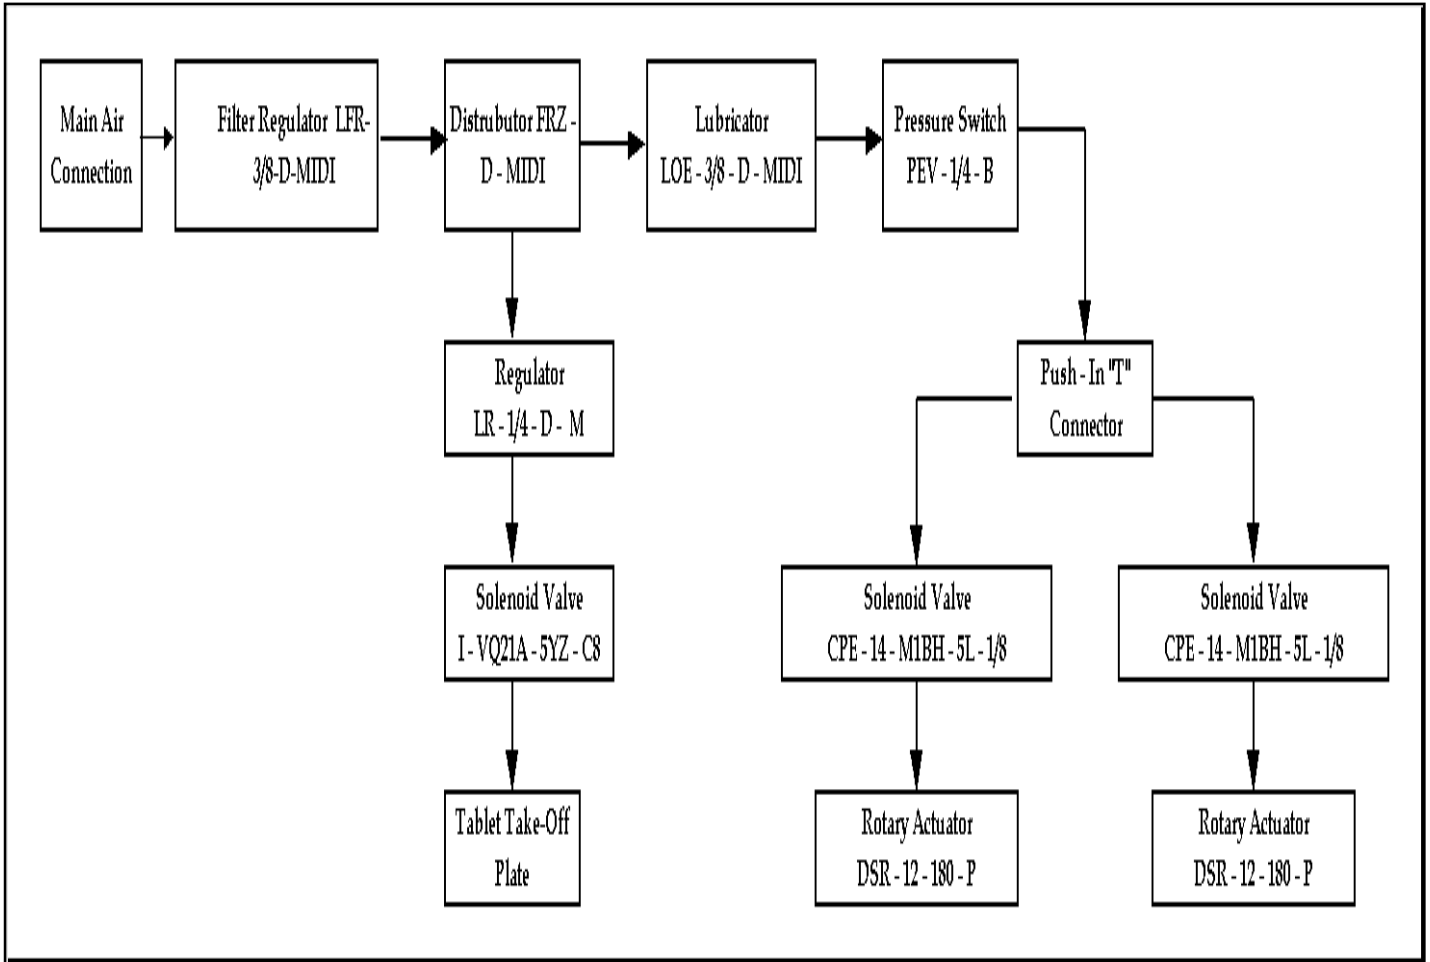 Main Air
Connection
Filter Regulator LFR-
3/8-D-MIDI
Distrubutor FRZ -
D - MIDI
Lubricator
LOE - 3/8 - D - MIDI
Pressure Switch
PEV - 1/4 - B
Regulator
LR - 1/4 - D - M
Push - In "T"
Connector
Solenoid Valve
I - VQ21A - 5YZ - C8
Solenoid Valve
CPE - 14 - M1BH - 5L - 1/8
Solenoid Valve
CPE - 14 - M1BH - 5L - 1/8
Tablet Take-Off
Plate
Rotary Actuator
DSR - 12 - 180 - P
Rotary Actuator
DSR - 12 - 180 - P